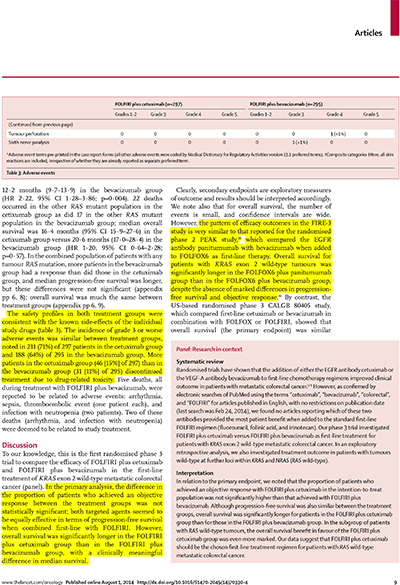 Articles
FOLFIRI plus cetuximab (n=297) FOLFIRI plus bevacizumab (n=295)
Grades 1–2 Grade 3 Grade 4 Grade 5 Grades 1–2 Grade 3 Grade 4 Grade 5
(Continued from previous page)
Tumour perforation 0 0 0 0 0 0 1 (<1%) 0
Sixth nerve paralysis 0 0 0 0 0 1 (<1%) 0 0
*Adverse event terms pre-printed in the case report forms (all other adverse events were coded by Medical Dictionary for Regulatory Activities version 13.1 preferred terms). †Composite categories
reactions are included, irrespective of whether they are already reported as separate preferred term.
Table 3: Adverse events
12·2 months (9·7–13·9) in the bevacizumab group
(HR 2·22, 95% CI 1·28–3·86; p=0·004). 22 deaths
occurred in the other RAS mutant population in the
cetuximab group as did 17 in the other RAS mutant
population in the bevacizumab group; median overall
survival was 16·4 months (95% CI 15·9–27·6) in the
cetuximab group versus 20·6 months (17·0–28·4) in the
bevacizumab group (HR 1·20, 95% CI 0·64–2·28;
p=0·57). In the combined population of patients with any
tumour RAS mutation, more patients in the bevacizumab
group had a response than did those in the cetuximab
group, and median progression-free survival was longer,
but these differences were not significant (appendix
pp 6, 8); overall survival was much the same between
treatment groups (appendix pp 6, 9).
The safety profiles in both treatment groups were
consistent with the known side-effects of the individual
study drugs (table 3). The incidence of grade 3 or worse
adverse events was similar between treatment groups,
noted in 211 (71%) of 297 patients in the cetuximab group
and 188 (64%) of 295 in the bevacizumab group. More
patients in the cetuximab group (46 [15%] of 297) than in
the bevacizumab group (31 [11%] of 295) discontinued
treatment due to drug-related toxicity. Five deaths, all
during treatment with FOLFIRI plus bevacizumab, were
reported to be related to adverse events: arrhythmia,
sepsis, thromboembolic event (one patient each), and
infection with neutropenia (two patients). Two of these
deaths (arrhythmia, and infection with neutropenia)
were deemed to be related to study treatment.
Discussion
To our knowledge, this is the first randomised phase 3
trial to compare the efficacy of FOLFIRI plus cetuximab
and FOLFIRI plus bevacizumab in the first-line
treatment of KRAS exon 2 wild-type metastatic colorectal
cancer (panel). In the primary analysis, the difference in
the proportion of patients who achieved an objective
response between the treatment groups was not
statistically significant; both targeted agents seemed to
be equally effective in terms of progression-free survival
when combined first-line with FOLFIRI. However,
overall survival was significantly longer in the FOLFIRI
plus cetuximab group than in the FOLFIRI plus
bevacizumab group, with a clinically meaningful
difference in median survival.
Clearly, secondary endpoints are exploratory measures
of outcome and results should be interpreted accordingly.
We note also that for overall survival, the number of
events is small, and confidence intervals are wide.
However, the pattern of efficacy outcomes in the FIRE-3
study is very similar to that reported for the randomised
phase 2 PEAK study, which compared the EGFR
antibody panitumumab with bevacizumab when added
to FOLFOX6 as first-line therapy. Overall survival for
patients with KRAS exon 2 wild-type tumours was
significantly longer in the FOLFOX6 plus panitumumab
group than in the FOLFOX6 plus bevacizumab group,
despite the absence of marked differences in progression-
free survival and objective response. By contrast, the
US-based randomised phase 3 CALGB 80405 study,
which compared first-line cetuximab or bevacizumab in
combination with FOLFOX or FOLFIRI, showed that
overall survival (the primary endpoint) was similar
Panel: Research in context
Systematic review
Randomised trials have shown that the addition of either the EGFR antibody cetuximab or
the VEGF-A antibody bevacizumab to first-line chemotherapy regimens improved clinical
outcome in patients with metastatic colorectal cancer. However, as confirmed by
electronic searches of PubMed using the terms “cetuximab”, “bevacizumab”, “colorectal”,
and “FOLFIRI” for articles published in English, with no restrictions on publication date
(last search was Feb 24, 2014), we found no articles reporting which of these two
antibodies provided the most patient benefit when added to the standard first-line
FOLFIRI regimen (fluorouracil, folinic acid, and irinotecan). Our phase 3 trial investigated
FOLFIRI plus cetuximab versus FOLFIRI plus bevacizumab as first-line treatment for
patients with KRAS exon 2 wild-type metastatic colorectal cancer. In an exploratory
retrospective analysis, we also investigated treatment outcome in patients with tumours
wild-type at further loci within KRAS and NRAS (RAS wild-type).
Interpretation
In relation to the primary endpoint, we noted that the proportion of patients who
achieved an objective response with FOLFIRI plus cetuximab in the intention-to-treat
population was not significantly higher than that achieved with FOLFIRI plus
bevacizumab. Although progression-free survival was also similar between the treatment
groups, overall survival was significantly longer for patients in the FOLFIRI plus cetuximab
group than for those in the FOLFIRI plus bevacizumab group. In the subgroup of patients
with RAS wild-type tumours, the overall survival benefit in favour of the FOLFIRI plus
cetuximab group was even more marked. Our data suggest that FOLFIRI plus cetuximab
should be the chosen first-line treatment regimen for patients with RAS wild-type
metastatic colorectal cancer.
www.thelancet.com/oncology Published online August 1, 2014 http://dx.doi.org/10.1016/S1470-2045(14)70330-4 9